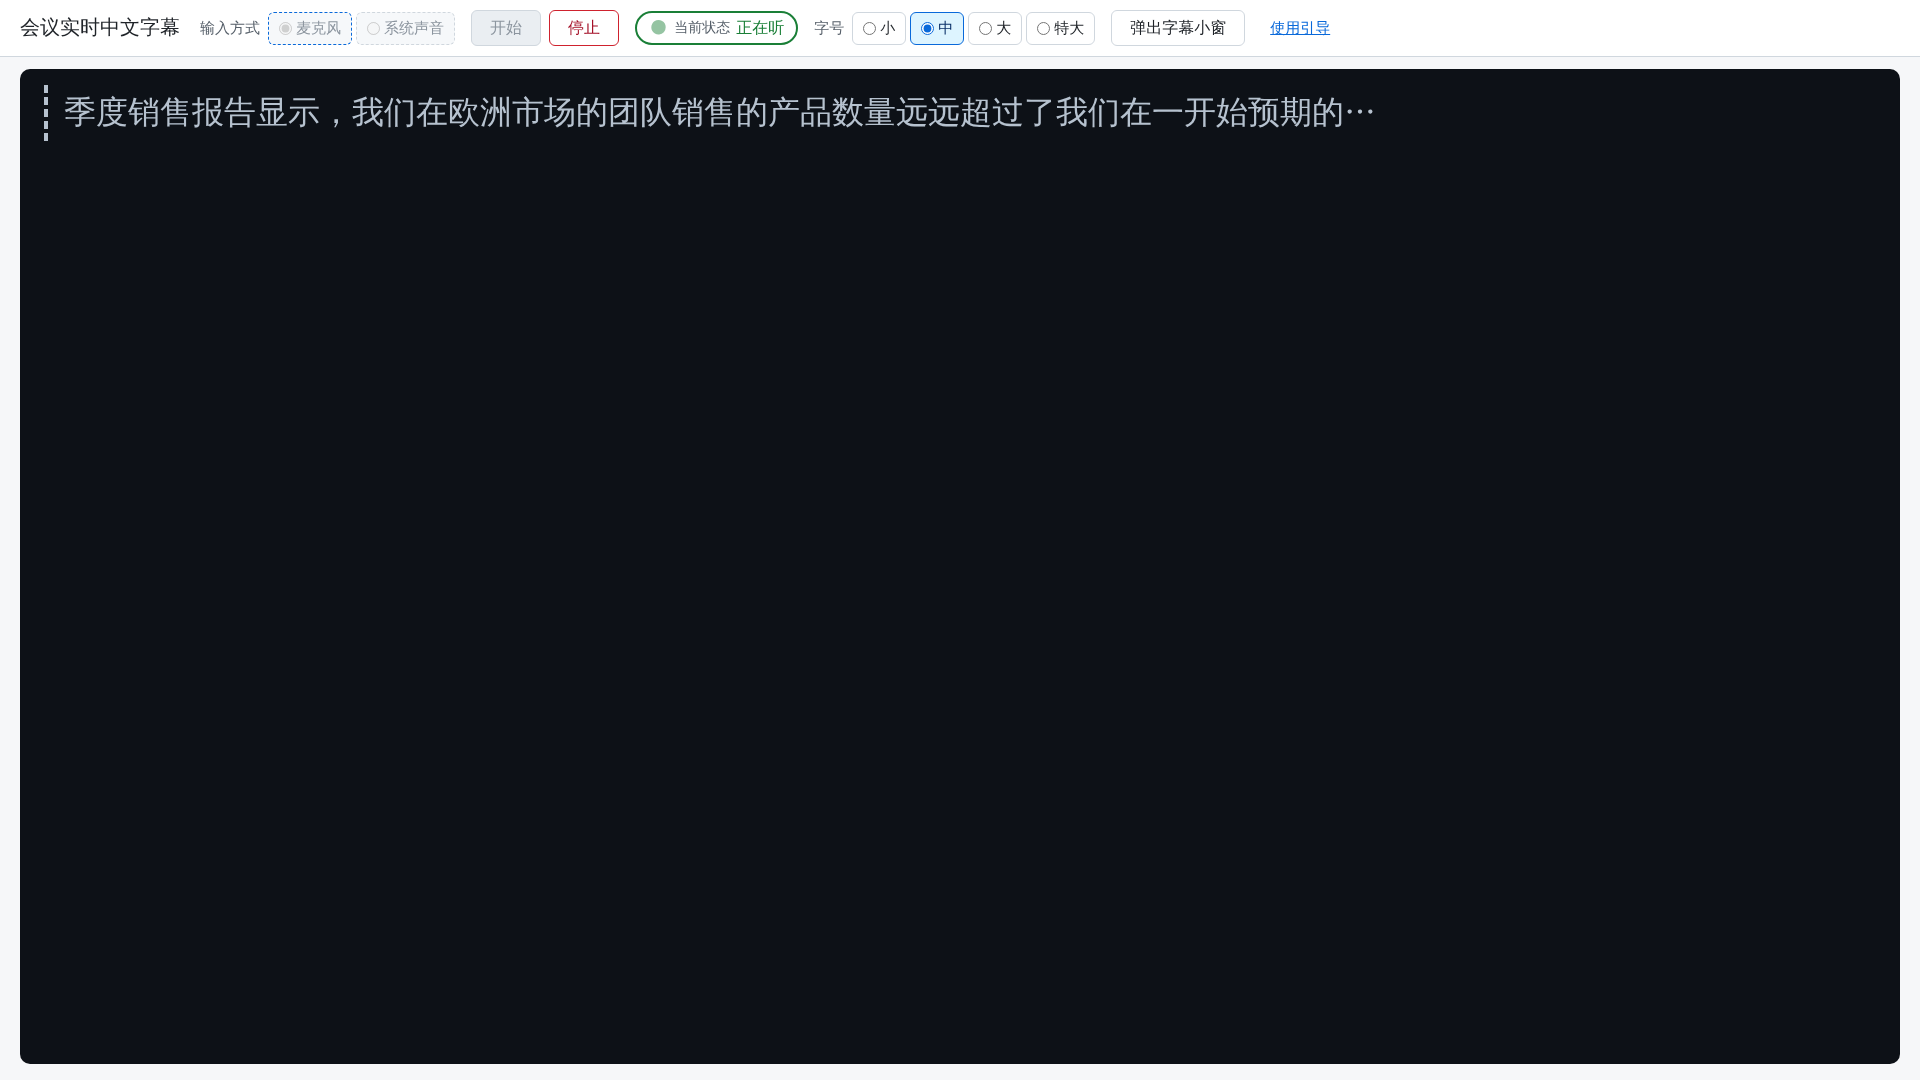 会议实时中文字幕 输入方式 麦克风 系统声音 开始 停止 当前状态 正在听 字号 小 中 大 特大 弹出字幕小窗 使用引导
季度销售报告显示，我们在欧洲市场的团队销售的产品数量远远超过了我们在一开始预期的…